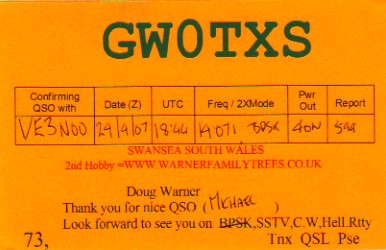 GW0TXS
Confirming QSO with Date (Z) UTC Freq / 2XMode Pwr Out Report
VE3NOO 29/9/07 18:44 14.071 BPSK 40W 599
SWANSEA SOUTH WALES
2nd Hobby =WWW.WARNERFAMILYTREES.CO.UK
Doug Warner
Thank you for nice QSO ( MICHAEL )
Look forward to see you on BPSK,SSTV,C.W,Hell.Rtty
73, Tnx QSL Pse